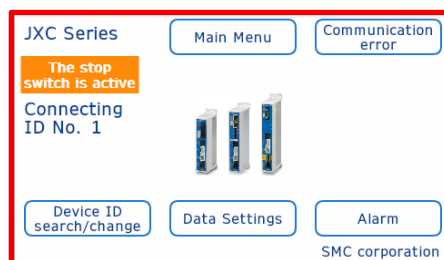 JXC Series
Main Menu
Communication
error
The stop
switch is active
Connecting
ID No. 1
Device ID
search/change
Data Settings
Alarm
SMC corporation